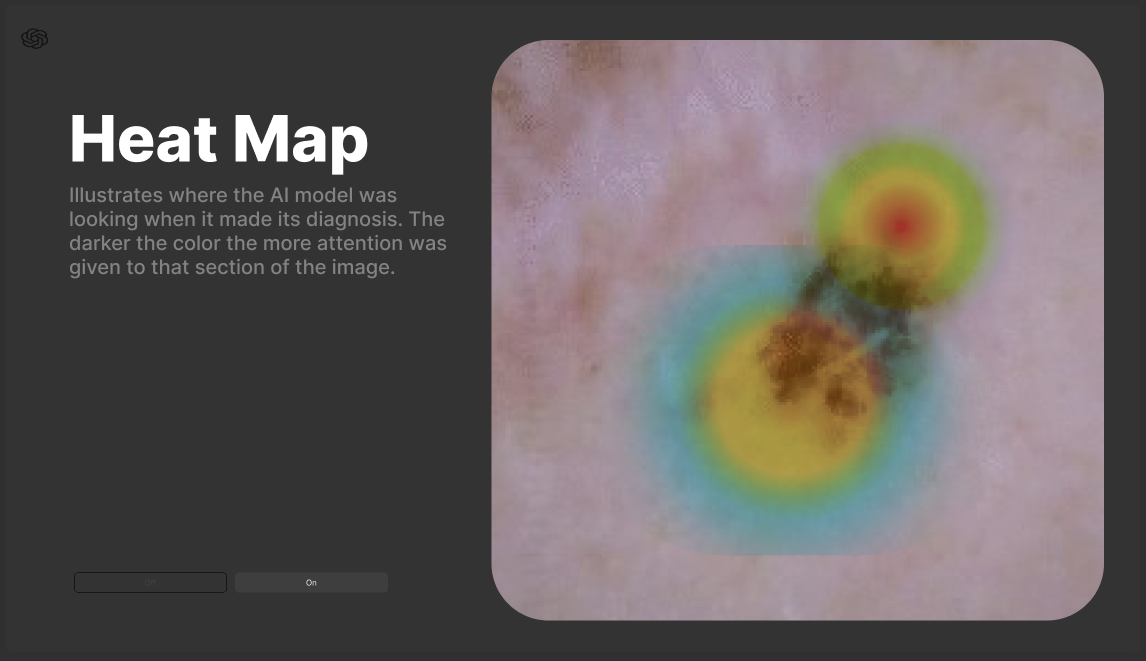 Heat Map
Illustrates where the AI model was
looking when it made its diagnosis. The
darker the color the more attention was
given to that section of the image.
Off
On